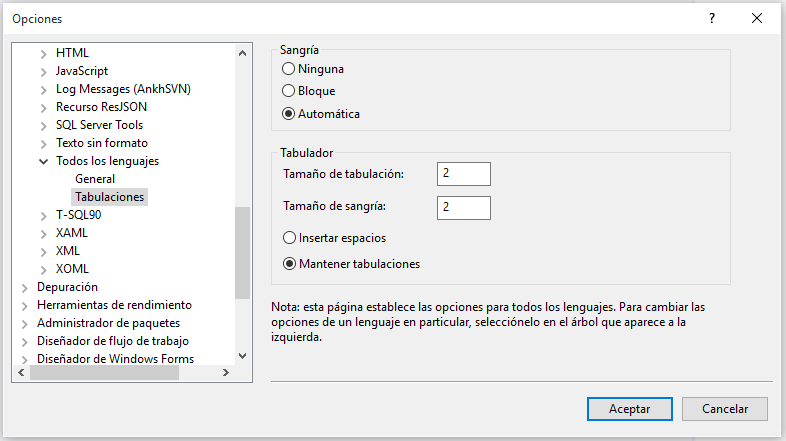 Opciones
HTML
JavaScript
Log Messages (AnkhSVN)
Recurso ResJSON
SQL Server Tools
Texto sin formato
Todos los lenguajes
General
Tabulaciones
T-SQL90
XAML
XML
XOML
Depuración
Herramientas de rendimiento
Administrador de paquetes
Diseñador de flujo de trabajo
Diseñador de Windows Forms
Sangría
Ninguna
Bloque
Automática
Tabulador
Tamaño de tabulación: 2
Tamaño de sangría: 2
Insertar espacios
Mantener tabulaciones
Nota: esta página establece las opciones para todos los lenguajes. Para cambiar las
opciones de un lenguaje en particular, selecciónelo en el árbol que aparece a la
izquierda.
Aceptar Cancelar